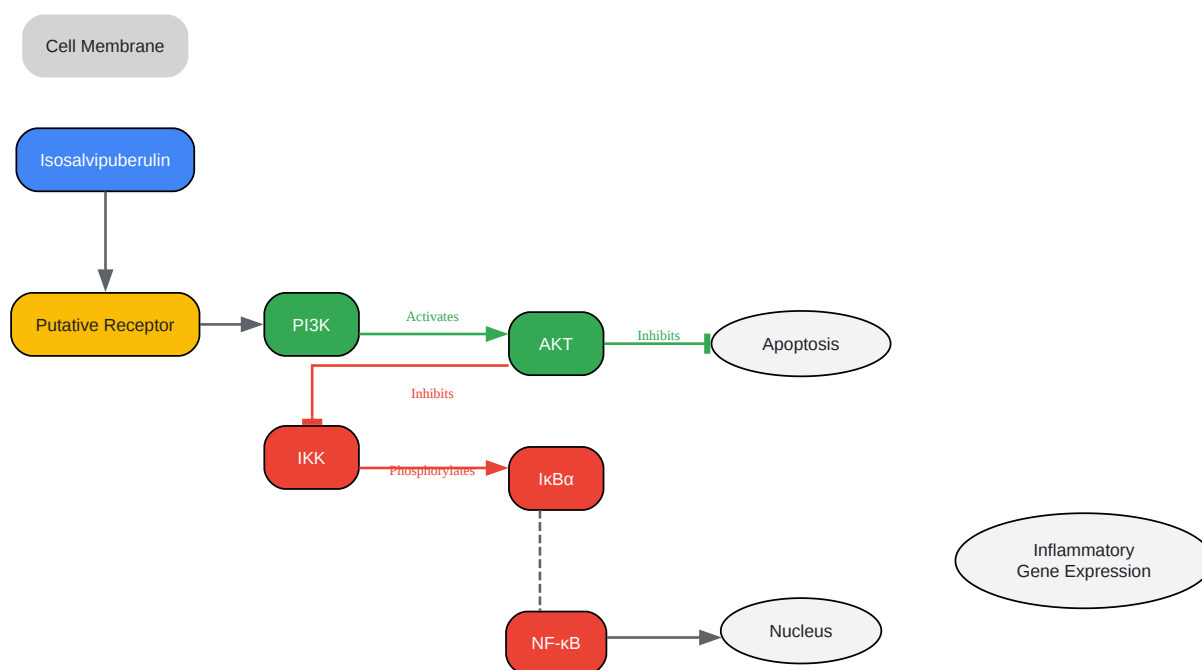 Cell Membrane
Isosalvipuberulin
Putative Receptor
PI3K
Activates
AKT
Inhibits
Apoptosis
Inhibits
IKK
Phosphorylates
IκBα
Inflammatory
Gene Expression
NF-κB
Nucleus